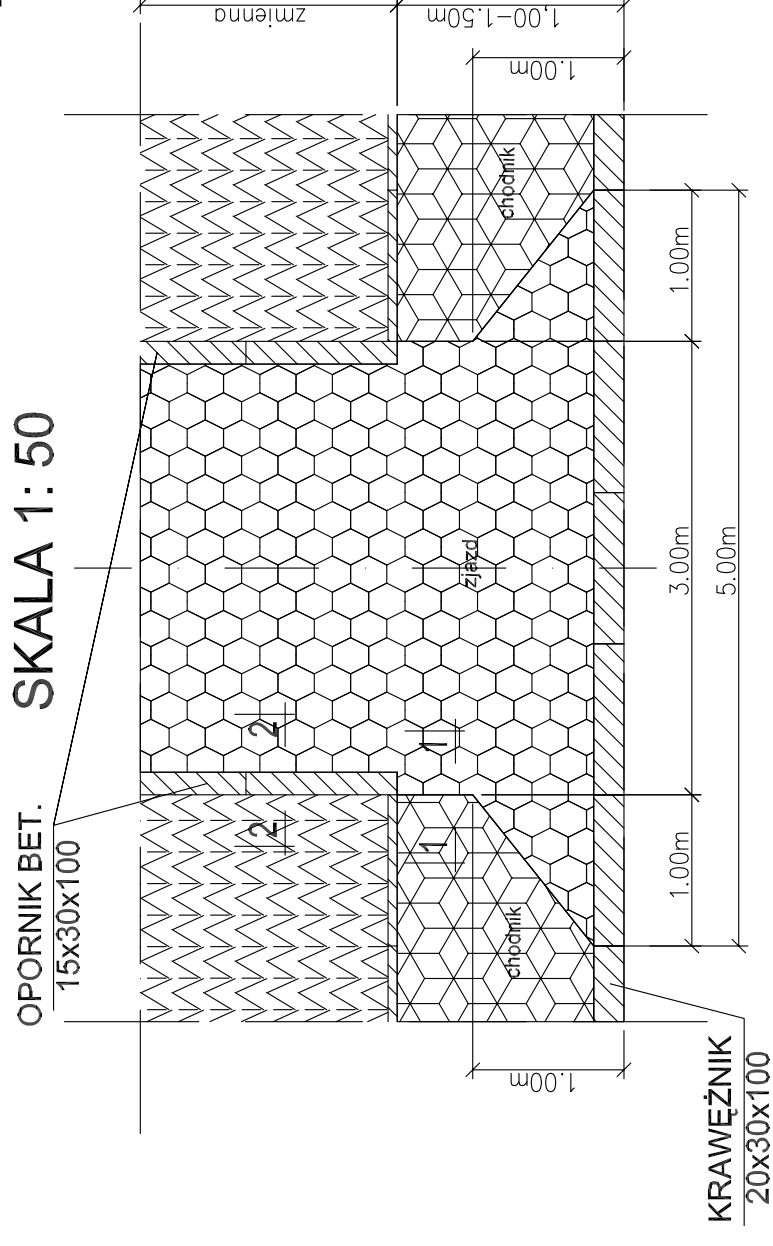 SKALA 1: 50
OPORNIK BET.
15x30x100
zmienna
1,00-1.50m
1.00m
chodnik
zjazd
chodnik
2
2
1
1
1.00m
3.00m
1.00m
5.00m
1.00m
KRAWĘŻNIK
20x30x100